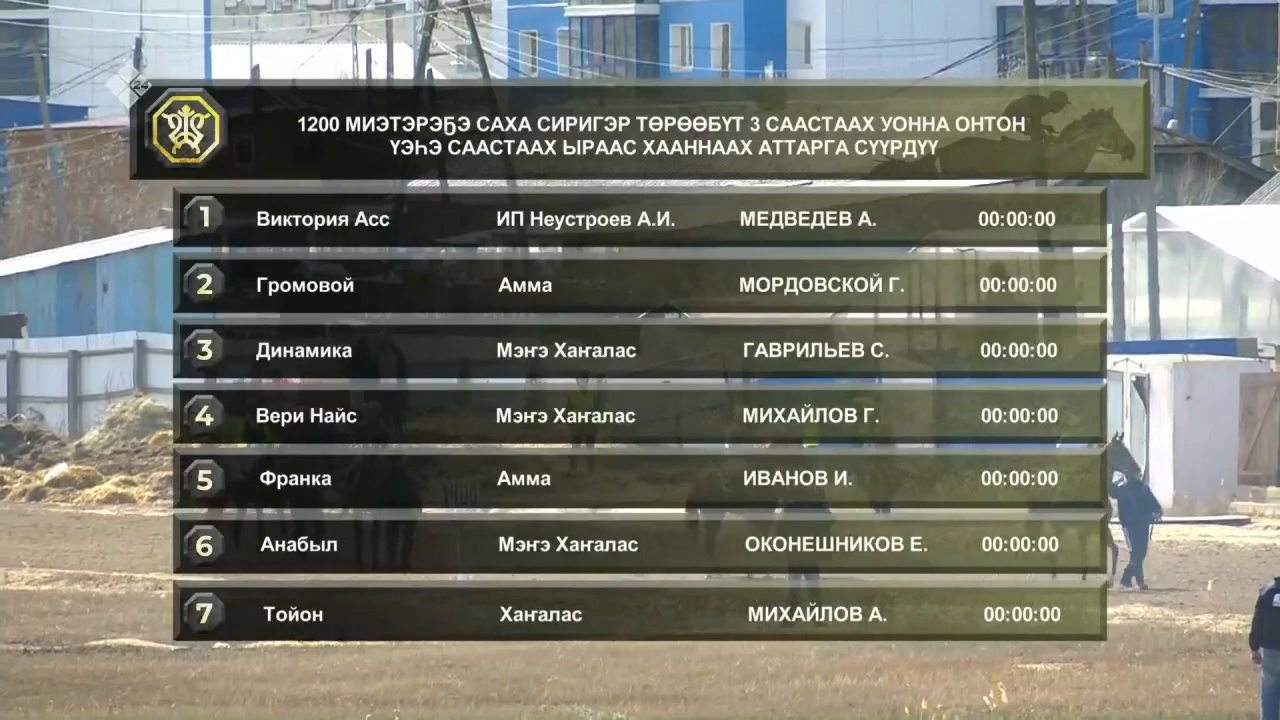 1200 МИЭТЭРЭҔЭ САХА СИРИГЭР ТӨРӨӨБҮТ 3 СААСТААХ УОННА ОНТОН
ҮЭҺЭ СААСТААХ ЫРААС ХААННААХ АТТАРГА СҮҮРДҮҮ
1 Виктория Асс ИП Неустроев А.И. МЕДВЕДЕВ А. 00:00:00
2 Громовой Амма МОРДОВСКОЙ Г. 00:00:00
3 Динамика Мэҥэ Хаҥалас ГАВРИЛЬЕВ С. 00:00:00
4 Вери Найс Мэҥэ Хаҥалас МИХАЙЛОВ Г. 00:00:00
5 Франка Амма ИВАНОВ И. 00:00:00
6 Анабыл Мэҥэ Хаҥалас ОКОНЕШНИКОВ Е. 00:00:00
7 Тойон Хаҥалас МИХАЙЛОВ А. 00:00:00